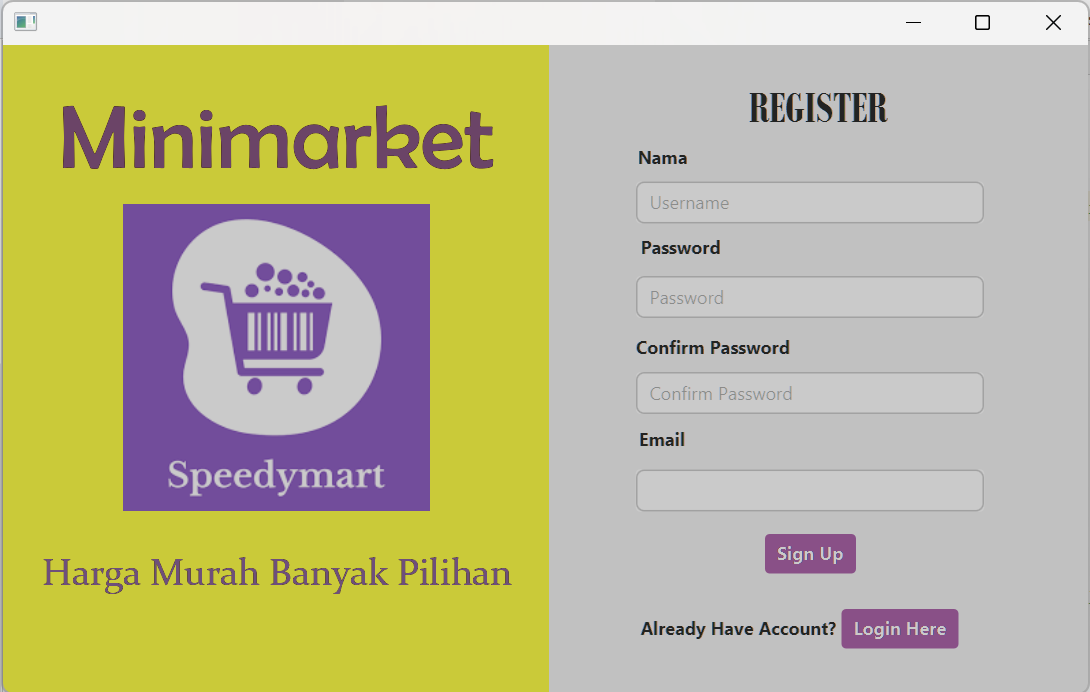 Minimarket
Speedymart
Harga Murah Banyak Pilihan
REGISTER
Nama
Username
Password
Password
Confirm Password
Confirm Password
Email
Sign Up
Already Have Account? Login Here